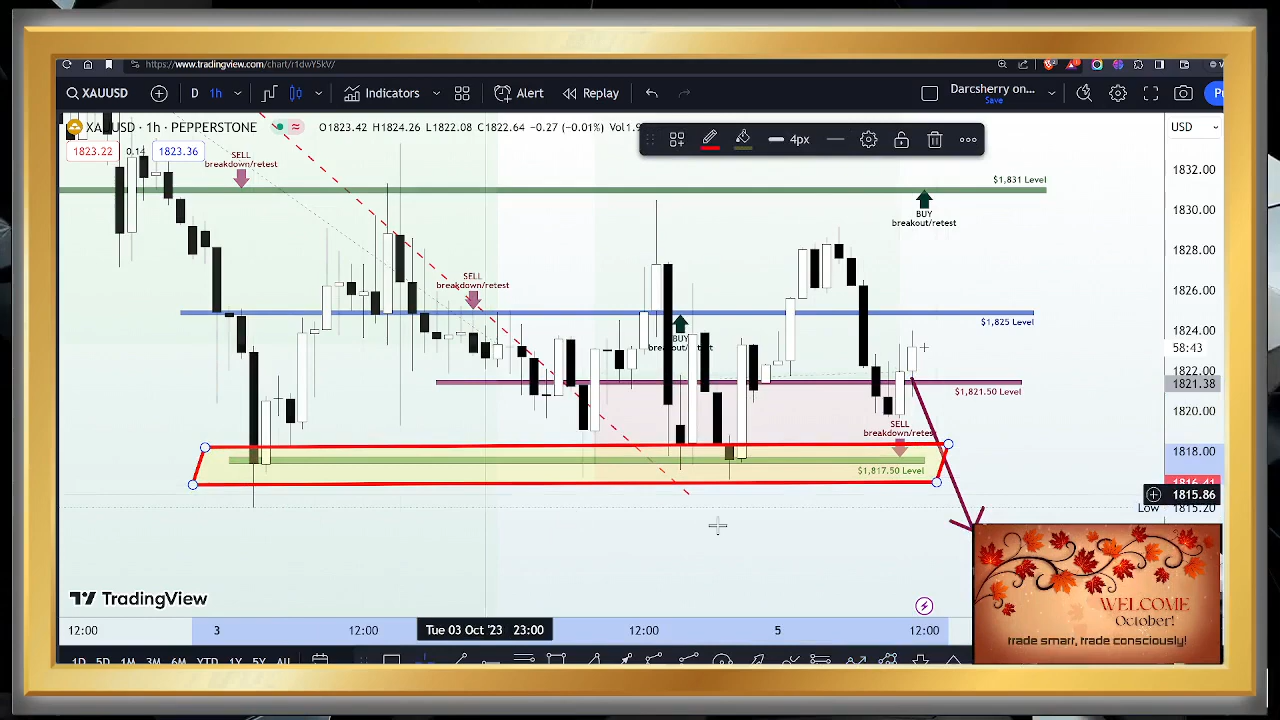 https://www.tradingview.com/chart/r1dwY5kV/
XAUUSD D 1h Indicators Alert Replay Darcsherry on... Save
XAUUSD · 1h · PEPPERSTONE O1823.42 H1824.26 L1822.08 −0.27 (−0.01%)
4px
USD
1823.22 0.14 1823.36
SELL
breakdown/retest
$1,831 Level
BUY
breakout/retest
SELL
breakdown/retest
$1,825 Level
BUY
$1,821.50 Level
SELL
breakdown/retest
$1,817.50 Level
1832.00
1830.00
1828.00
1826.00
1824.00
58:43
1822.00
1821.38
1820.00
1818.00
1815.86
Low 1815.20
TradingView
WELCOME
October!
trade smart, trade consciously!
12:00 3 12:00 Tue 03 Oct '23 23:00 12:00 5 12:00
1D 5D 1M 3M 6M YTD 1Y 5Y All